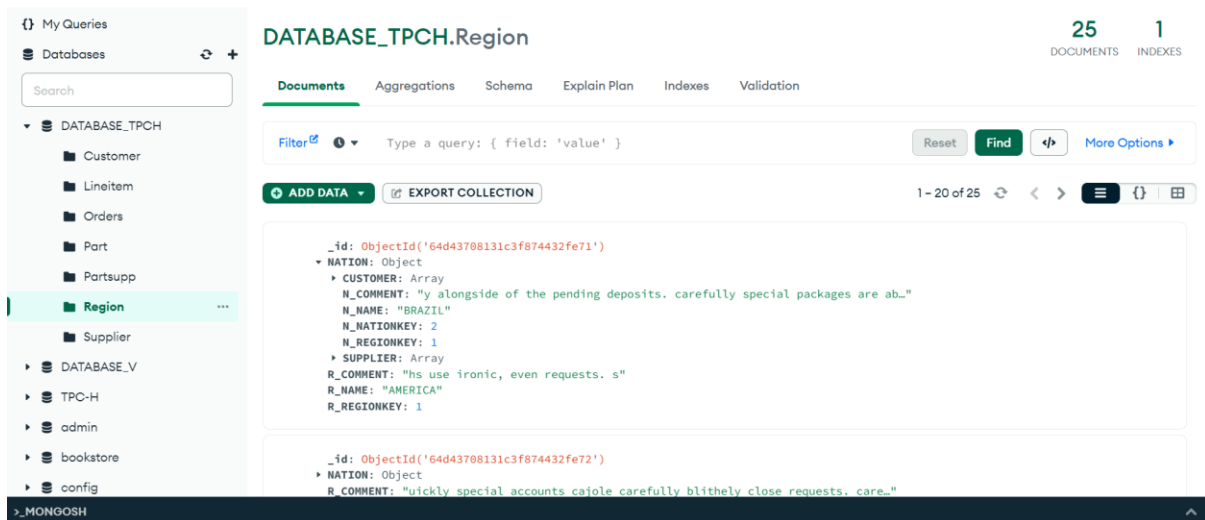 {} My Queries
Databases
Search
DATABASE_TPCH
Customer
Lineitem
Orders
Part
Partsupp
Region ...
Supplier
DATABASE_V
TPC-H
admin
bookstore
config
DATABASE_TPCH.Region
25 1
DOCUMENTS INDEXES
Documents Aggregations Schema Explain Plan Indexes Validation
Filter Type a query: { field: 'value' } Reset Find </> More Options
ADD DATA EXPORT COLLECTION 1 – 20 of 25 {}
_id: ObjectId('64d43708131c3f874432fe71')
NATION: Object
CUSTOMER: Array
N_COMMENT: "y alongside of the pending deposits. carefully special packages are ab…"
N_NAME: "BRAZIL"
N_NATIONKEY: 2
N_REGIONKEY: 1
SUPPLIER: Array
R_COMMENT: "hs use ironic, even requests. s"
R_NAME: "AMERICA"
R_REGIONKEY: 1
_id: ObjectId('64d43708131c3f874432fe72')
NATION: Object
R_COMMENT: "uickly special accounts cajole carefully blithely close requests. care…"
>_MONGOSH